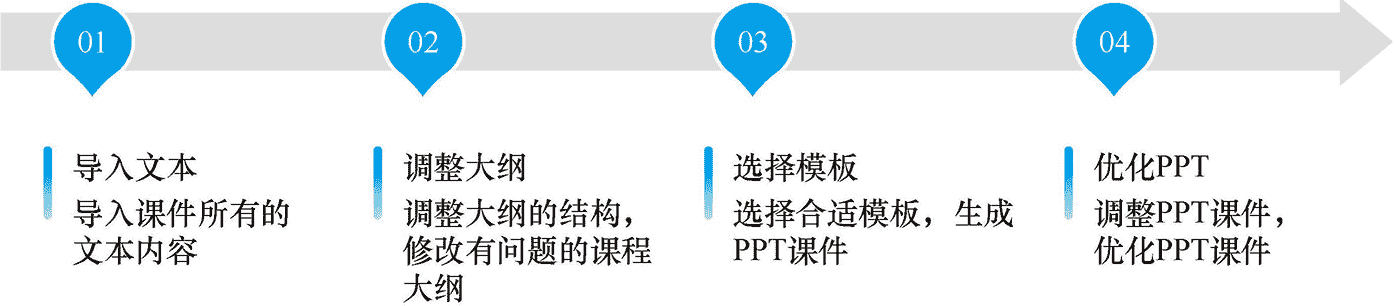 01
02
03
04
导入文本
导入课件所有的
文本内容
调整大纲
调整大纲的结构，
修改有问题的课程
大纲
选择模板
选择合适模板，生成
PPT课件
优化PPT
调整PPT课件，
优化PPT课件